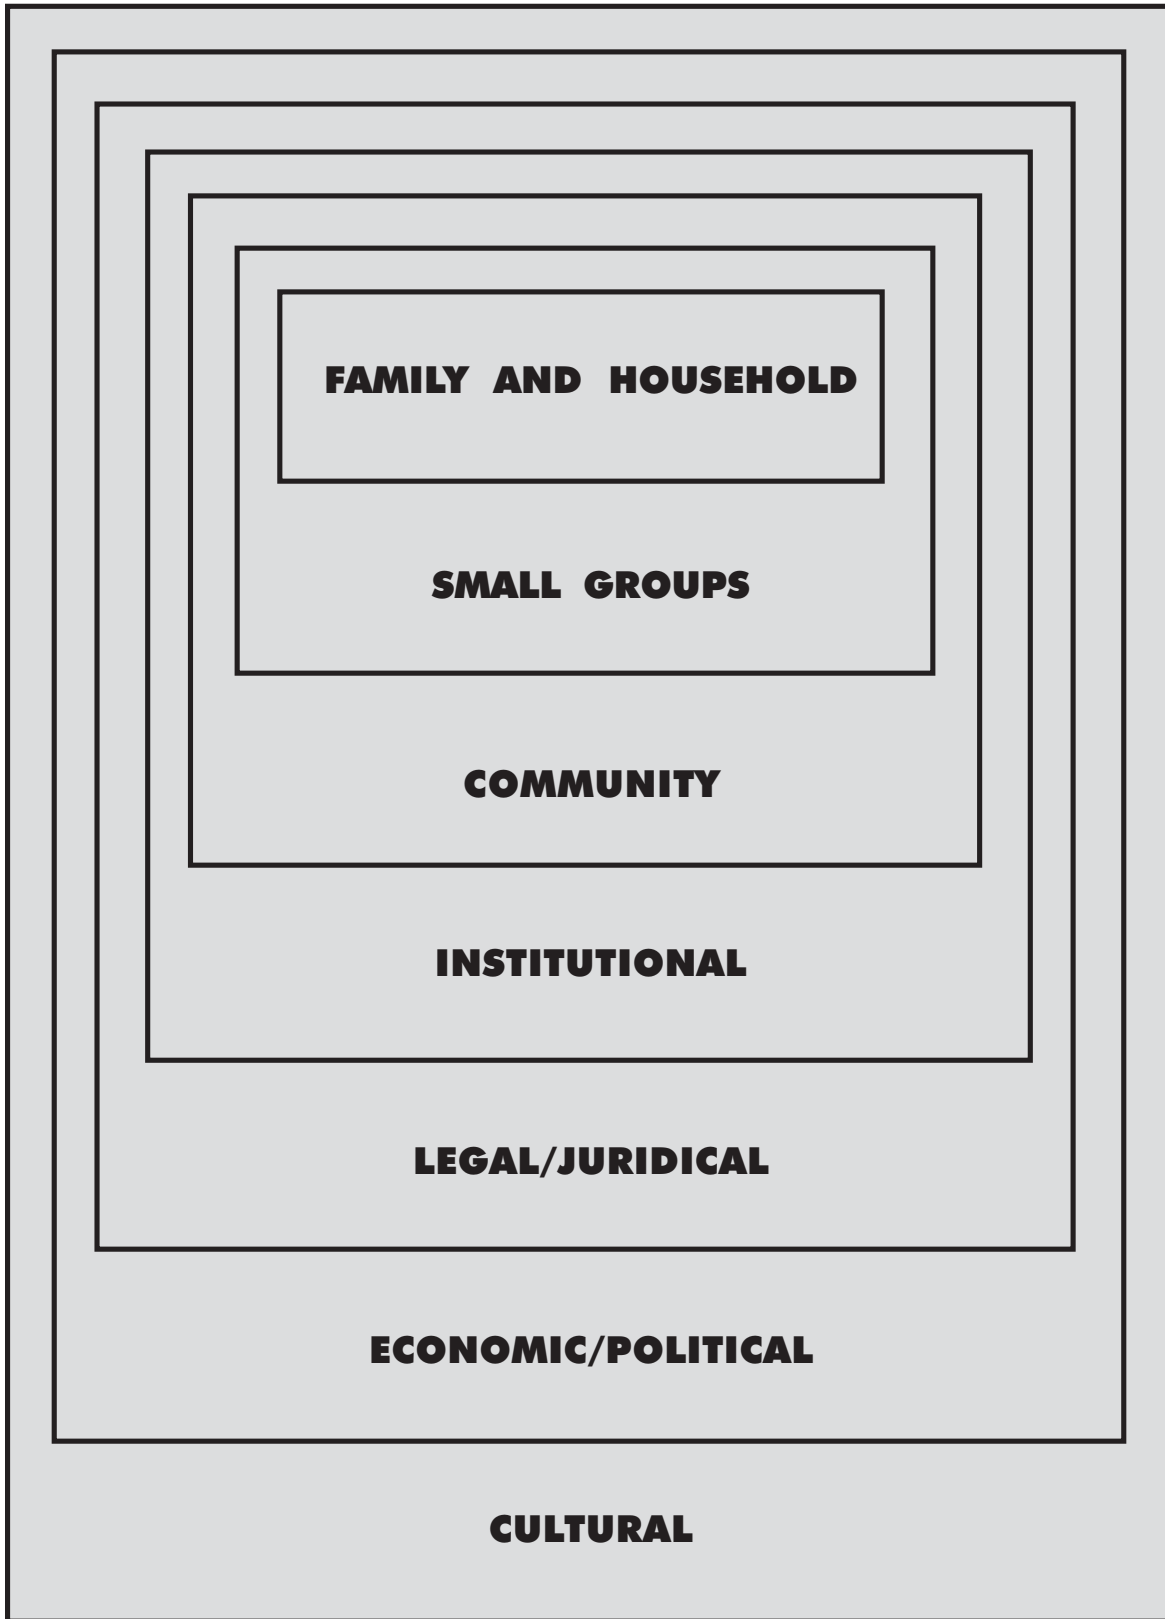 FAMILY AND HOUSEHOLD
SMALL GROUPS
COMMUNITY
INSTITUTIONAL
LEGAL/JURIDICAL
ECONOMIC/POLITICAL
CULTURAL